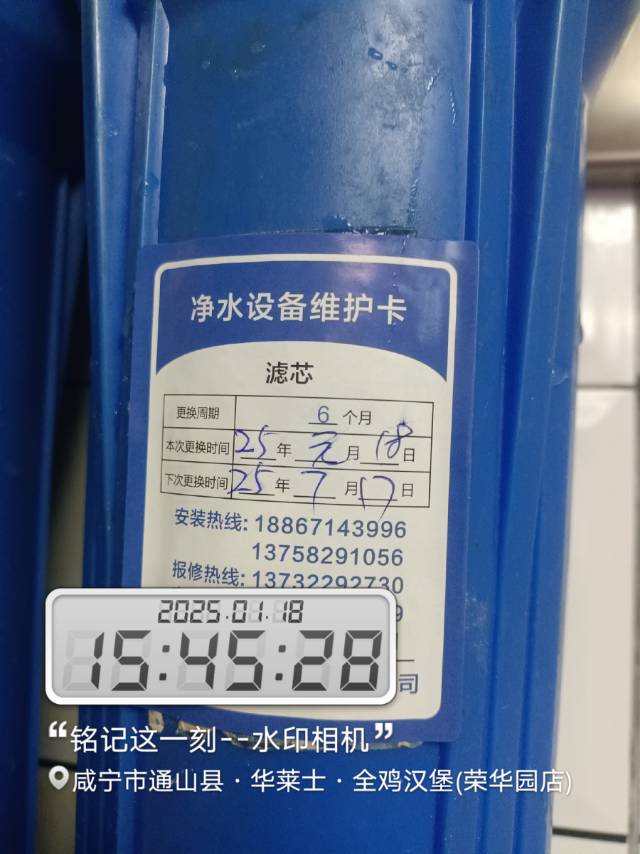 净水设备维护卡
滤芯
更换周期 6 个月
本次更换时间 25 年 元 月 18 日
下次更换时间 25 年 7 月 17 日
安装热线: 18867143996
13758291056
报修热线: 13732292730
9
司
2025.01.18
15:45:28
“铭记这一刻--水印相机”
咸宁市通山县·华莱士·全鸡汉堡(荣华园店)